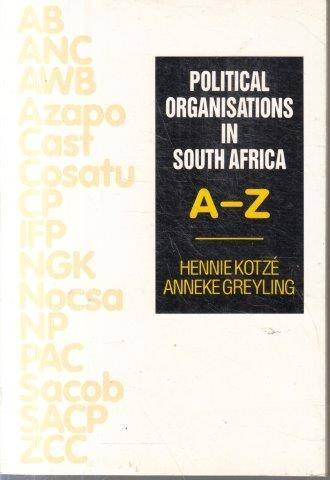 AB
ANC
AWB
Azapo
Cast
Cosatu
CP
IFP
NGK
Nocsa
NP
PAC
Sacob
SACP
ZCC
POLITICAL
ORGANISATIONS
IN
SOUTH AFRICA
A–Z
HENNIE KOTZÉ
ANNEKE GREYLING